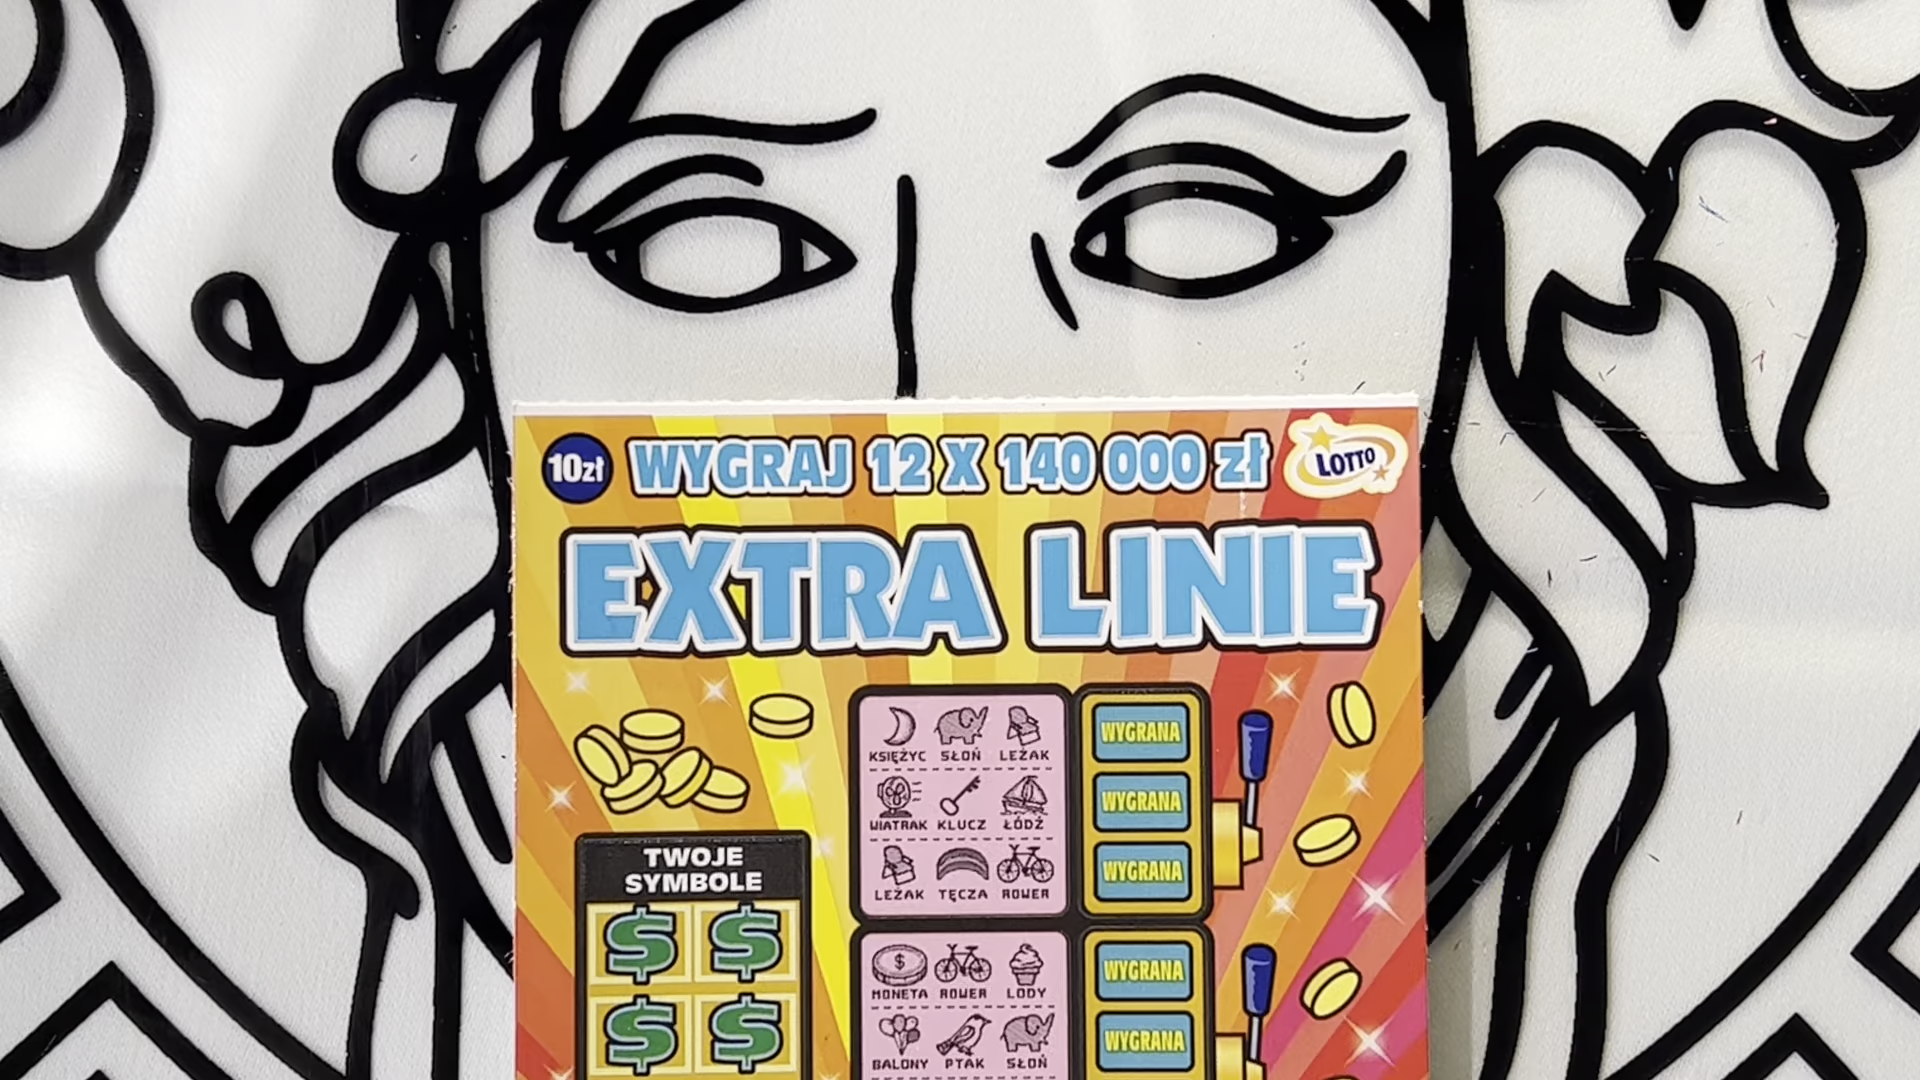 10zł WYGRAJ 12 X 140 000 zł LOTTO
EXTRA LINIE
KSIĘŻYC SŁOŃ LEŻAK WYGRANA
WIATRAK KLUCZ ŁÓDŹ WYGRANA
LEŻAK TĘCZA ROWER WYGRANA
TWOJE
SYMBOLE
$ $
$ $
MONETA ROWER LODY WYGRANA
BALONY PTAK SŁOŃ WYGRANA